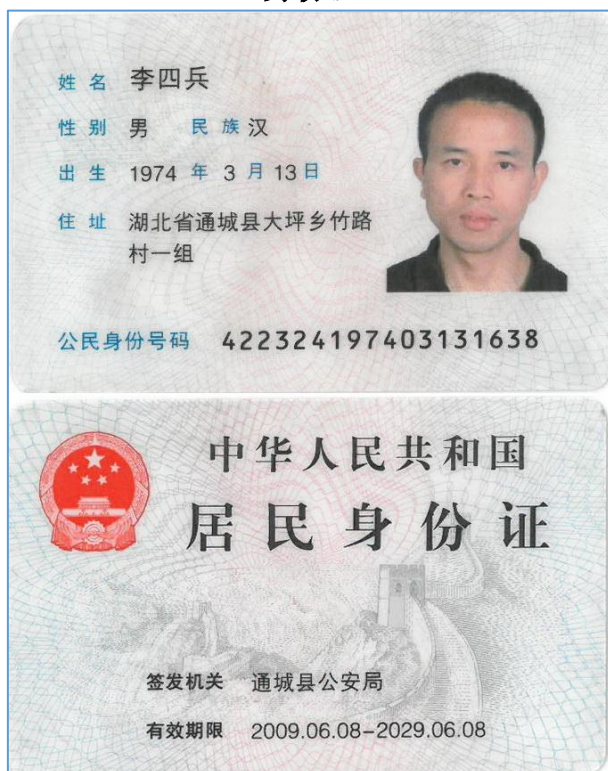 姓名 李四兵
性别 男 民族 汉
出生 1974 年 3 月 13 日
住址 湖北省通城县大坪乡竹路
村一组
公民身份号码 422324197403131638
中华人民共和国
居民身份证
签发机关 通城县公安局
有效期限 2009.06.08-2029.06.08